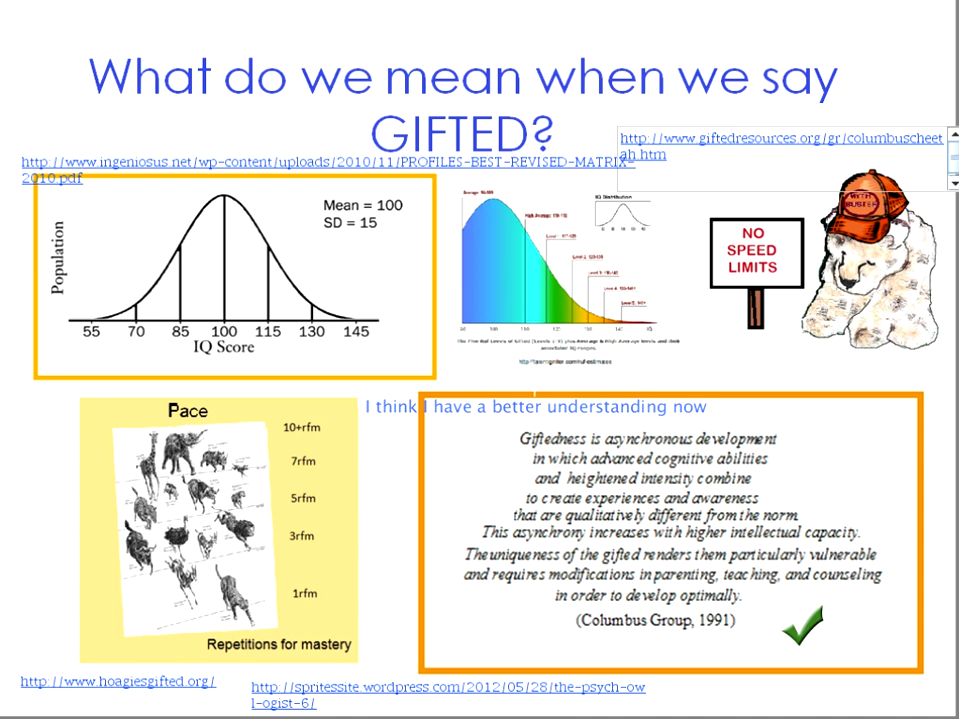 What do we mean when we say
GIFTED?
http://www.giftedresources.org/gr/columbuscheet
ah.htm
http://www.ingeniosus.net/wp-content/uploads/2010/11/PROFILES-BEST-REVISED-MATRIX-
2010.pdf
Mean = 100
SD = 15
Population
55 70 85 100 115 130 145
IQ Score
IQ Distribution
NO
SPEED
LIMITS
I think I have a better understanding now
Pace
10+rfm
7rfm
5rfm
3rfm
1rfm
Repetitions for mastery
Giftedness is asynchronous development
in which advanced cognitive abilities
and heightened intensity combine
to create experiences and awareness
that are qualitatively different from the norm.
This asynchrony increases with higher intellectual capacity.
The uniqueness of the gifted renders them particularly vulnerable
and requires modifications in parenting, teaching, and counseling
in order to develop optimally.
(Columbus Group, 1991)
http://www.hoagiesgifted.org/
http://spritessite.wordpress.com/2012/05/28/the-psych-ow
l-ogist-6/